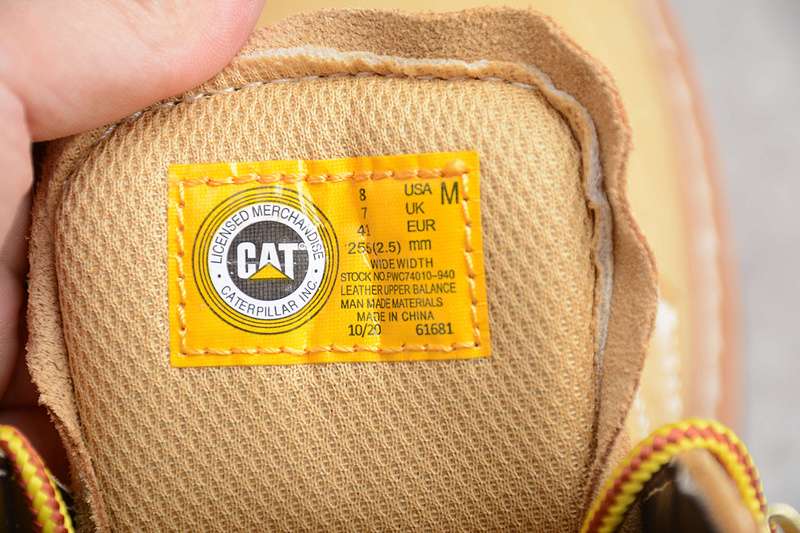 LICENSED MERCHANDISE
CAT®
CATERPILLAR INC.
8 USA M
7 UK
41 EUR
255(2.5) mm
WIDE WIDTH
STOCK NO.PWC74010-940
LEATHER UPPER BALANCE
MAN MADE MATERIALS
MADE IN CHINA
10/20 61681